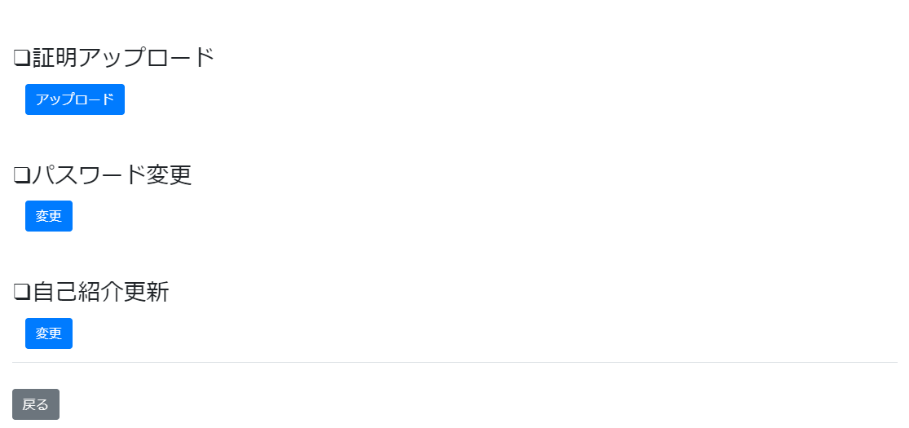 ❏証明アップロード
アップロード
❏パスワード変更
変更
❏自己紹介更新
変更
戻る